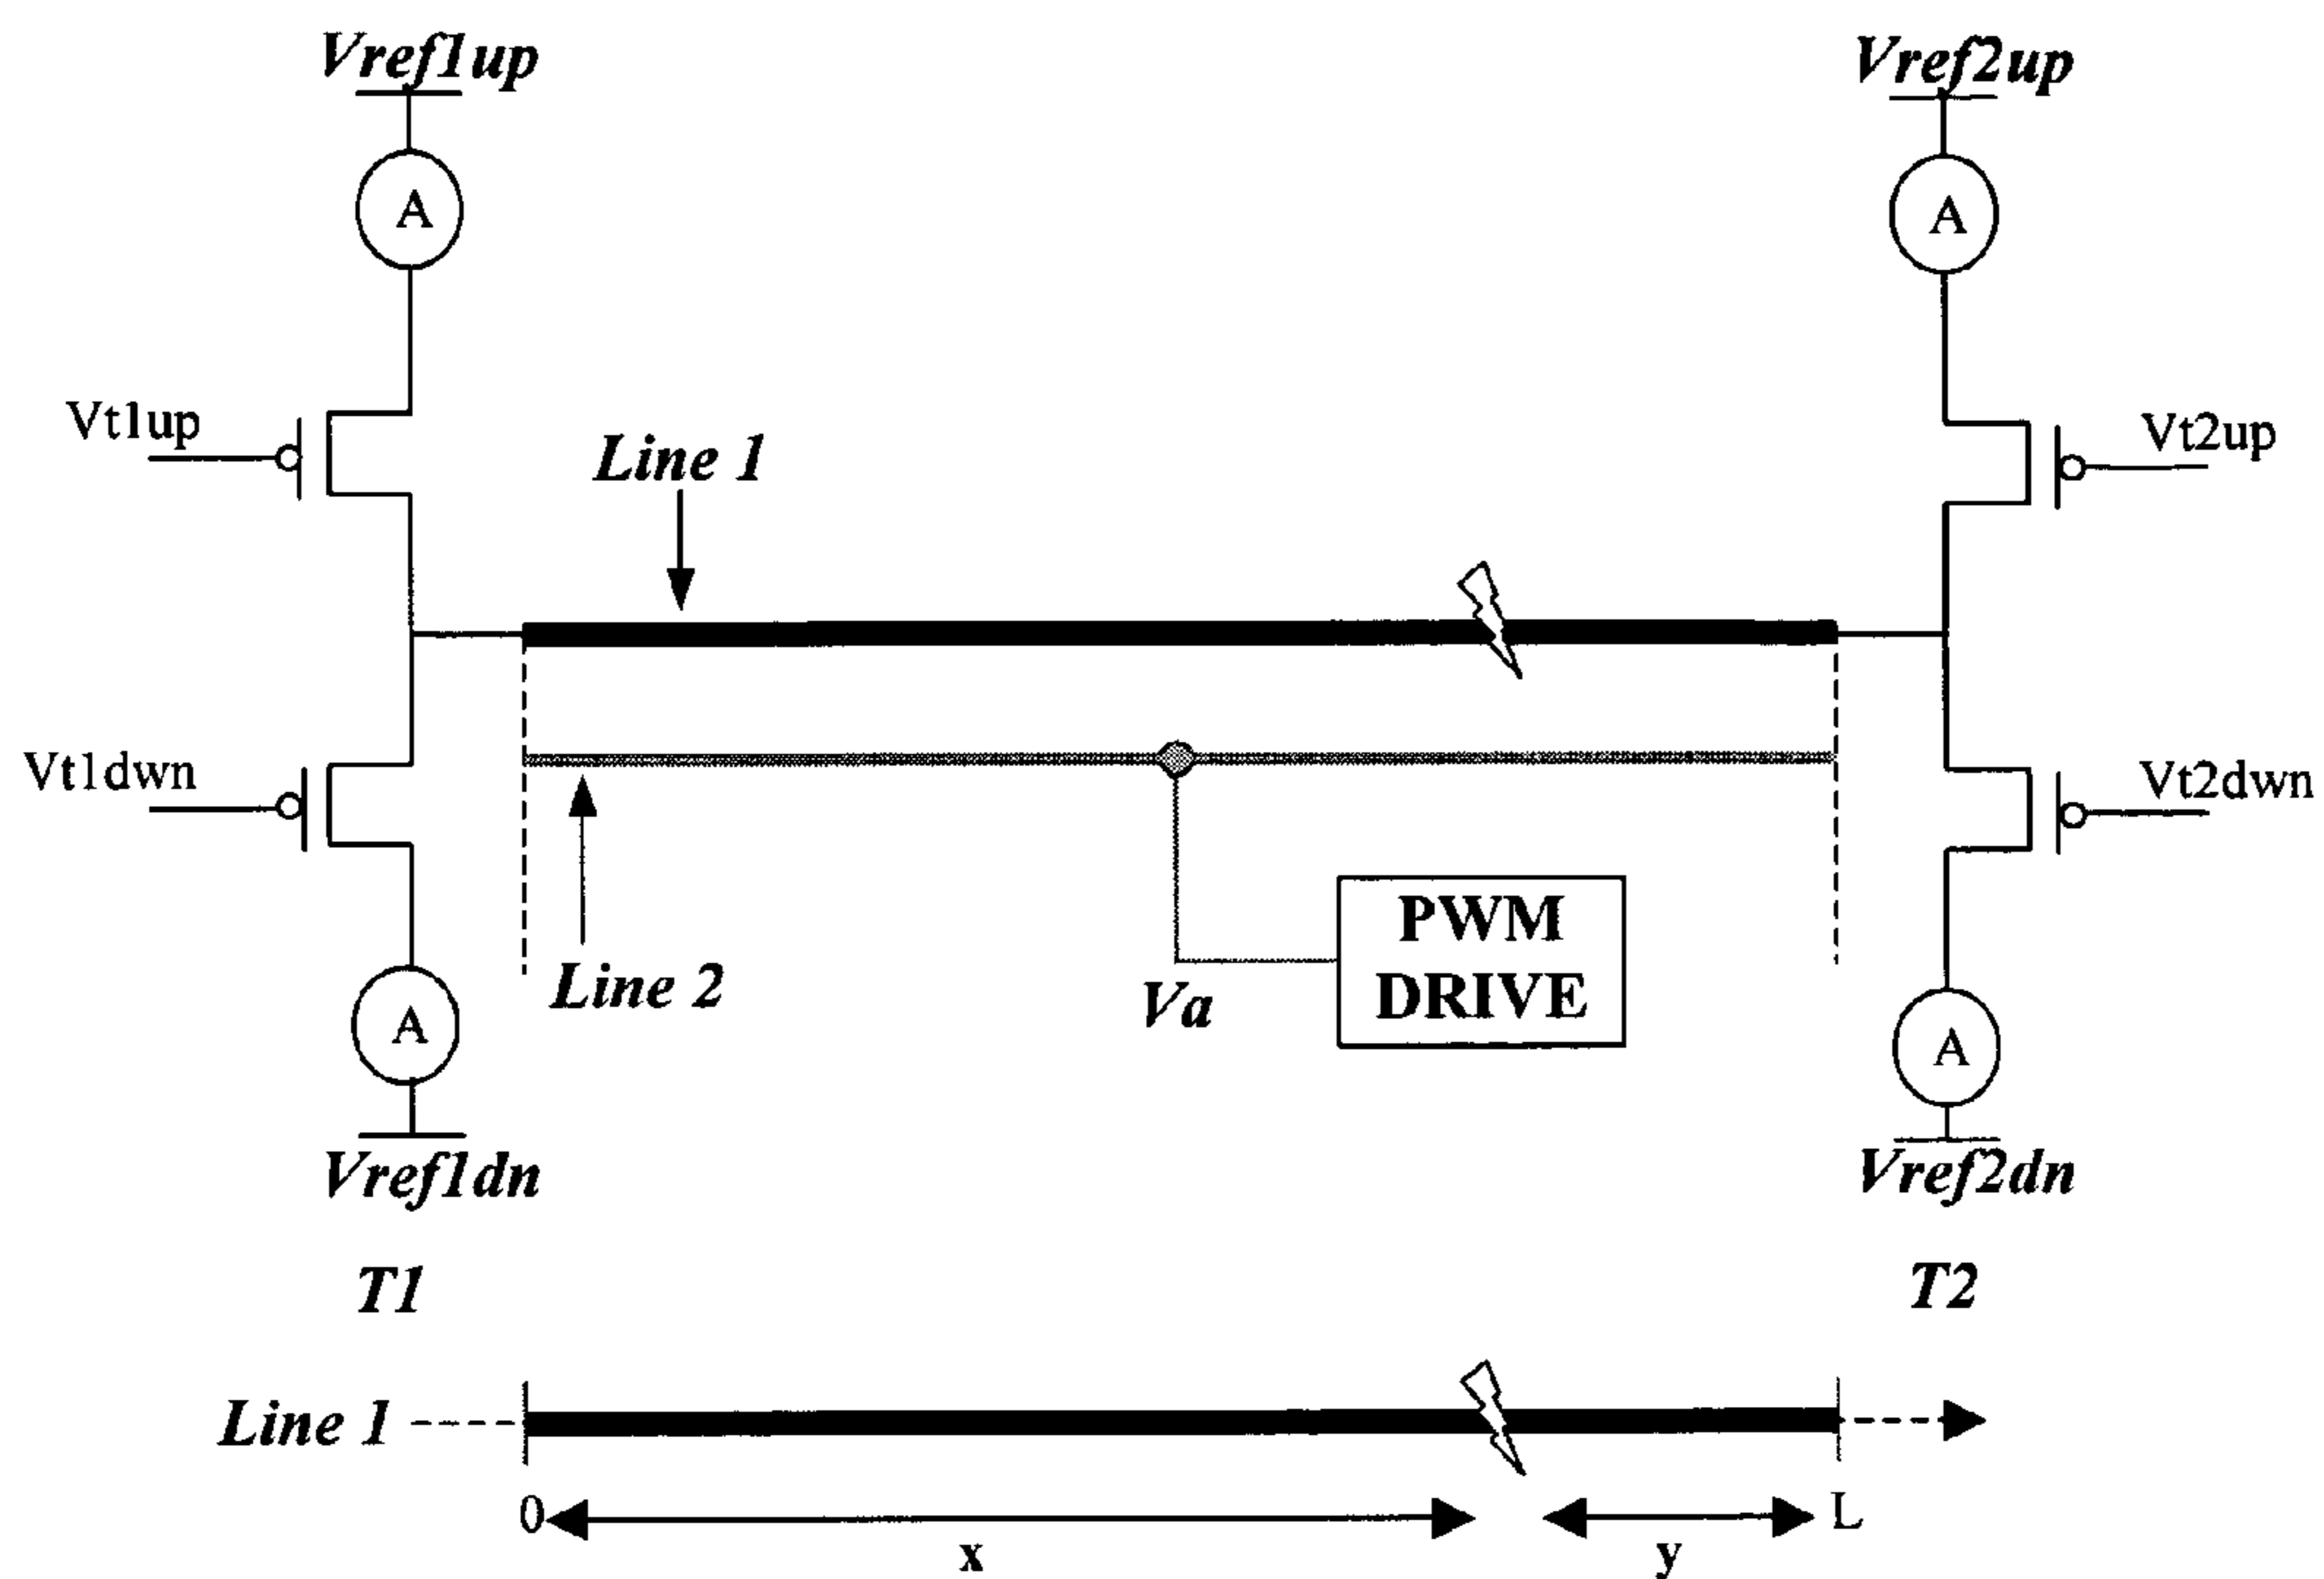 Vref1up
Vref2up
A
A
Vt1up
Vt2up
Line 1
Vt1dwn
Vt2dwn
Line 2
Va
PWM
DRIVE
A
A
Vref1dn
Vref2dn
T1
T2
Line 1
0
L
x
y